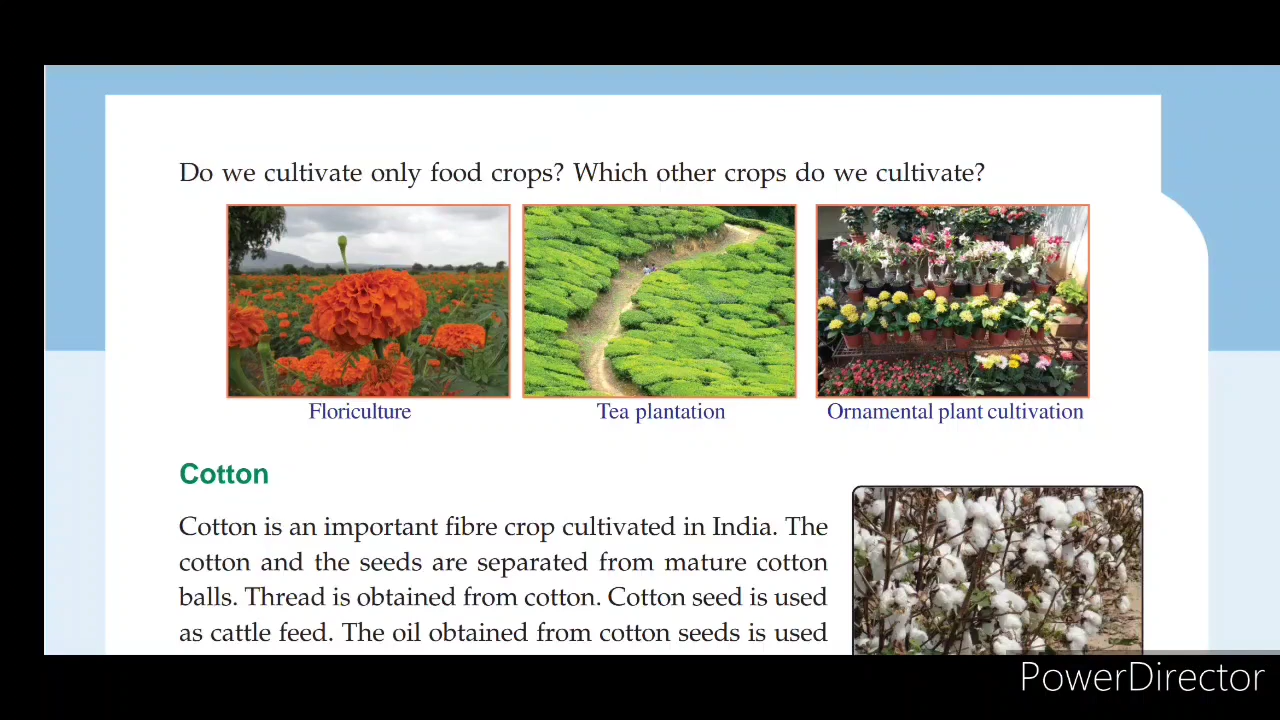 Do we cultivate only food crops? Which other crops do we cultivate?
Floriculture
Tea plantation
Ornamental plant cultivation
Cotton
Cotton is an important fibre crop cultivated in India. The
cotton and the seeds are separated from mature cotton
balls. Thread is obtained from cotton. Cotton seed is used
as cattle feed. The oil obtained from cotton seeds is used
PowerDirector